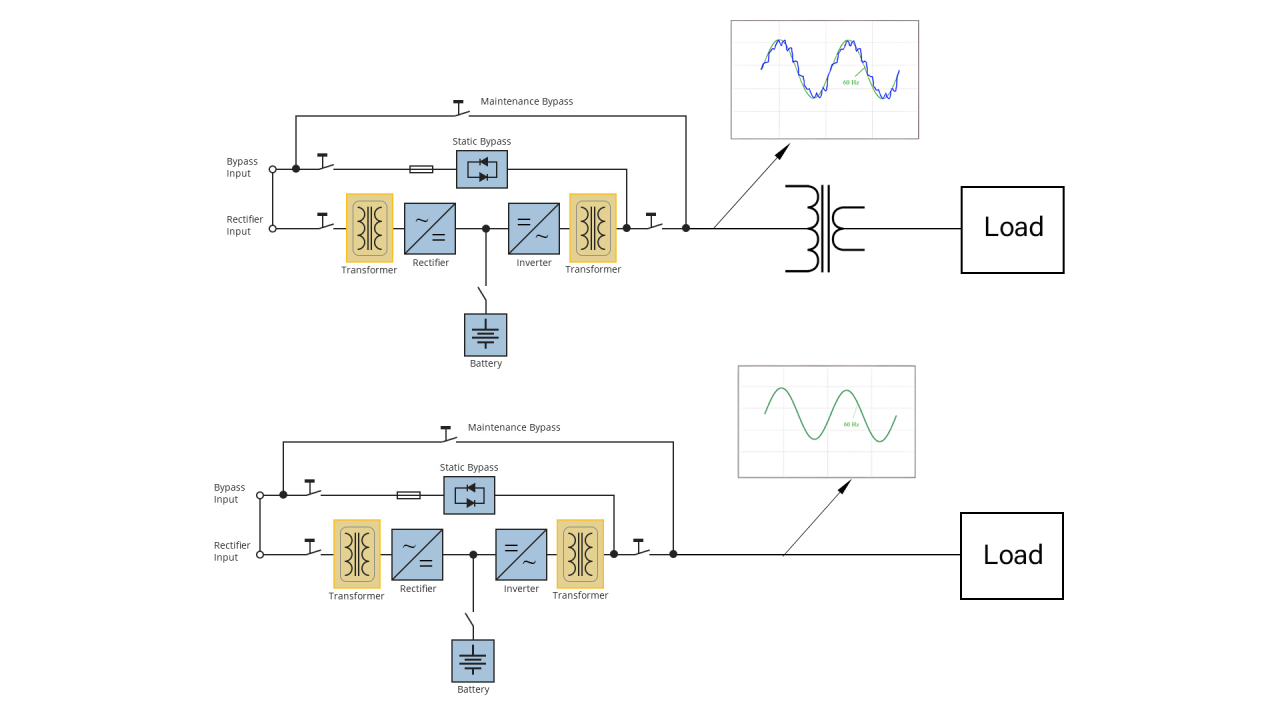 60 Hz
Maintenance Bypass
Static Bypass
Bypass
Input
Rectifier
Input
Load
Transformer
Rectifier
Inverter
Transformer
Battery
60 Hz
Maintenance Bypass
Static Bypass
Bypass
Input
Rectifier
Input
Load
Transformer
Rectifier
Inverter
Transformer
Battery